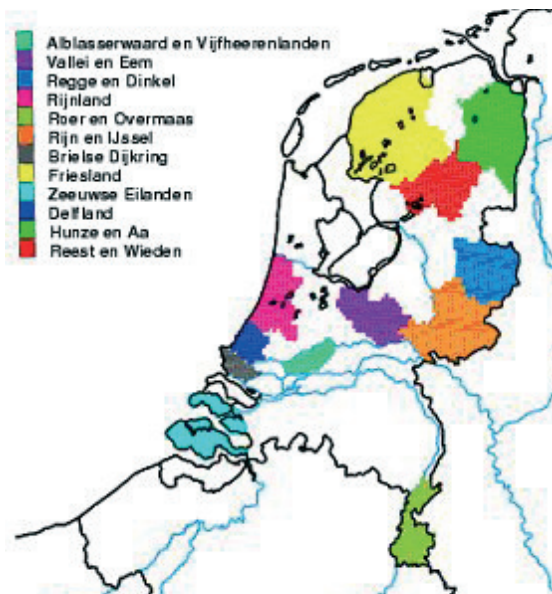 Alblasserwaard en Vijfheerenlanden
Vallei en Eem
Regge en Dinkel
Rijnland
Roer en Overmaas
Rijn en IJssel
Brielse Dijkring
Friesland
Zeeuwse Eilanden
Delfland
Hunze en Aa
Reest en Wieden